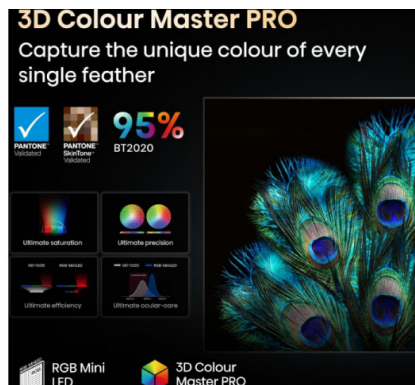 3D Colour Master PRO
Capture the unique colour of every
single feather
PANTONE
Validated
PANTONE
SkinTone
Validated
95%
BT2020
Ultimate saturation
Ultimate precision
Ultimate efficiency
Ultimate ocular-care
RGB Mini
LED
3D Colour
Master PRO